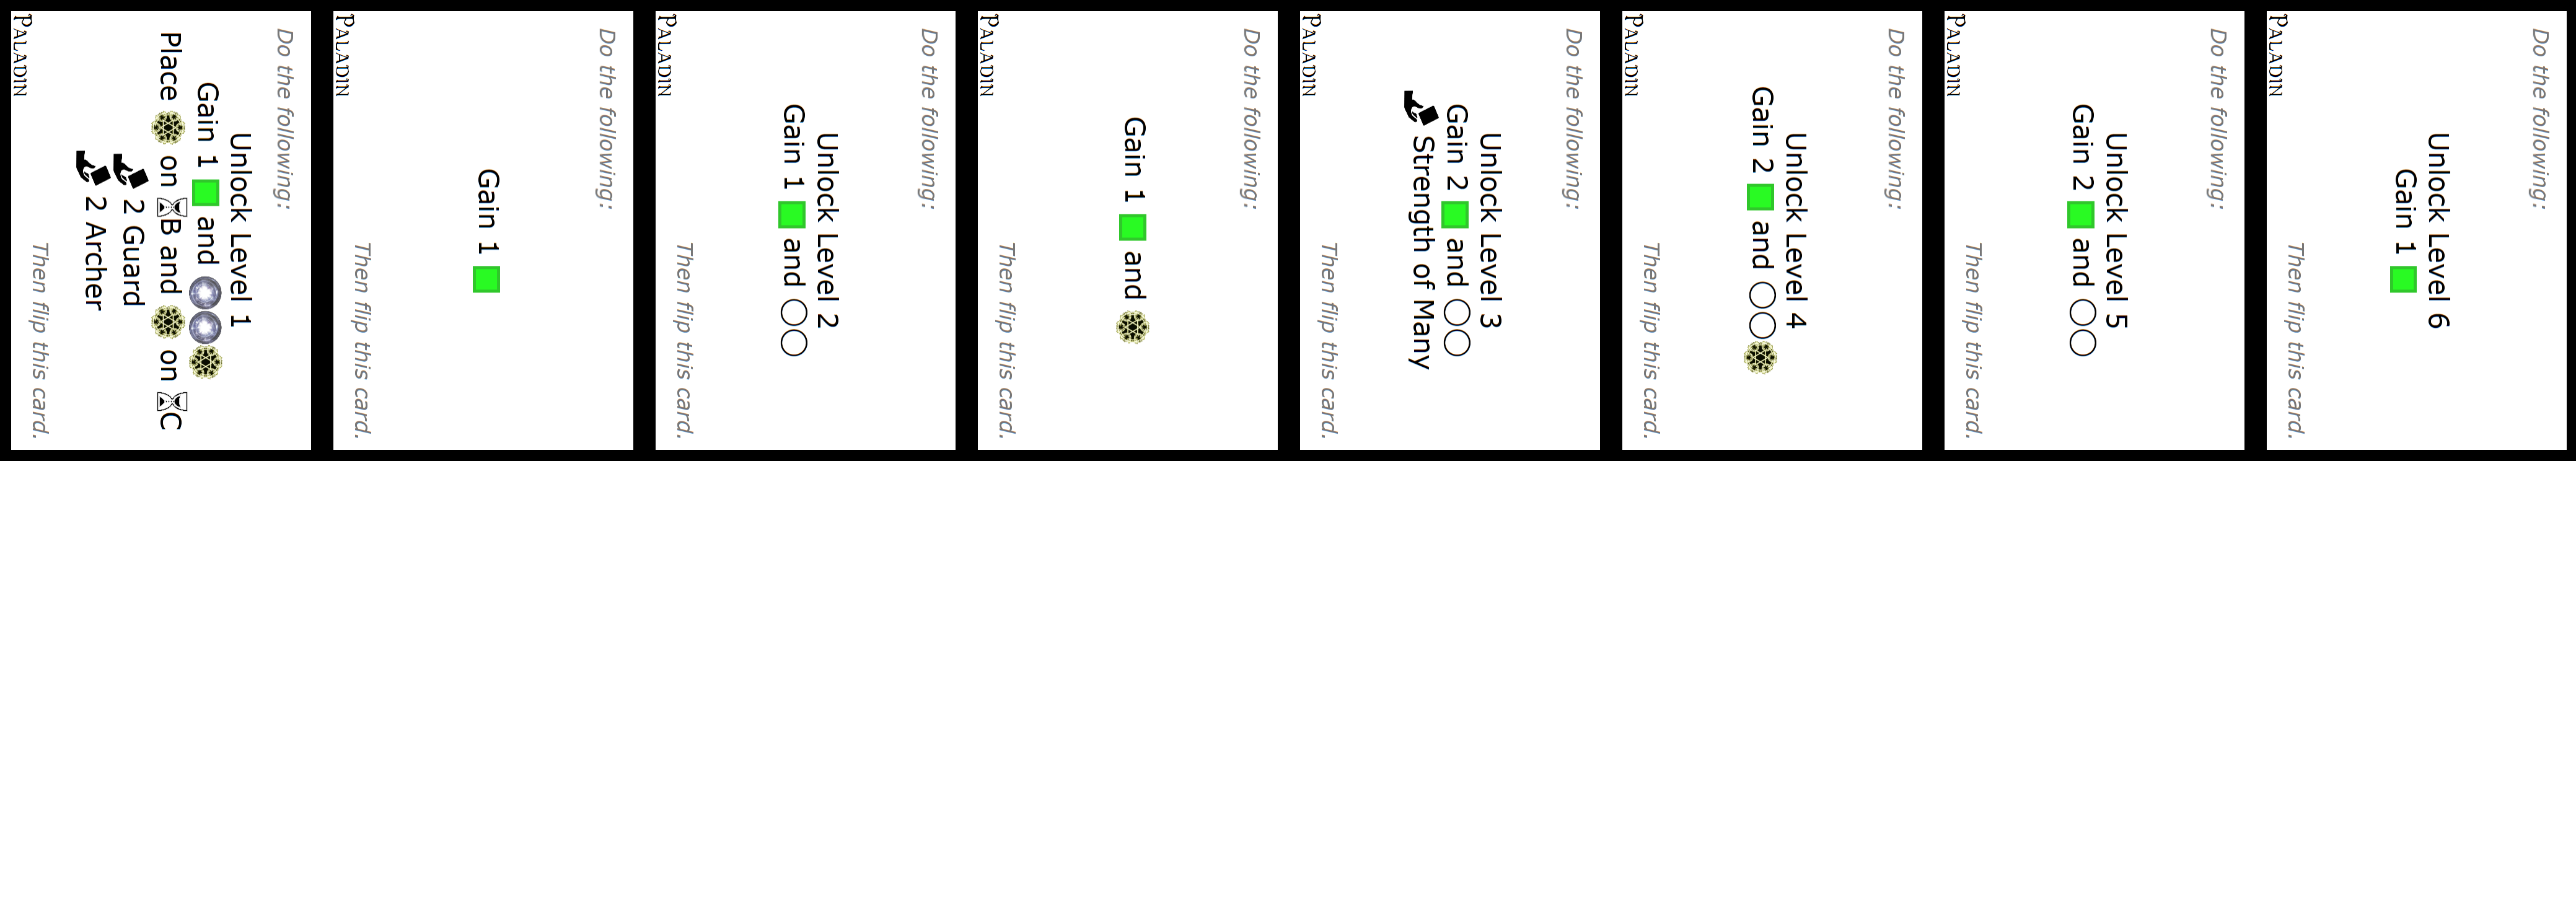 Do the following:
Unlock Level 1
Gain 1 and
Place on B and on C
2 Guard
2 Archer
Then flip this card.
PALADIN
Do the following:
Gain 1
Then flip this card.
PALADIN
Do the following:
Unlock Level 2
Gain 1 and
Then flip this card.
PALADIN
Do the following:
Gain 1 and
Then flip this card.
PALADIN
Do the following:
Unlock Level 3
Gain 2 and
Strength of Many
Then flip this card.
PALADIN
Do the following:
Unlock Level 4
Gain 2 and
Then flip this card.
PALADIN
Do the following:
Unlock Level 5
Gain 2 and
Then flip this card.
PALADIN
Do the following:
Unlock Level 6
Gain 1
Then flip this card.
PALADIN